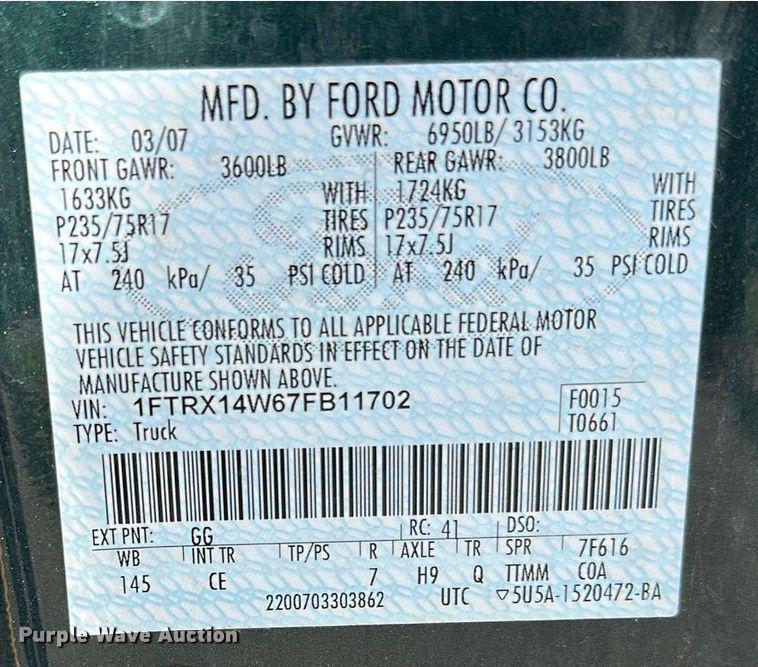 MFD. BY FORD MOTOR CO.
DATE: 03/07 GVWR: 6950LB/ 3153KG
FRONT GAWR: 3600LB REAR GAWR: 3800LB
1633KG WITH 1724KG WITH
P235/75R17 TIRES P235/75R17 TIRES
17x7.5J RIMS 17x7.5J RIMS
AT 240 kPa/ 35 PSI COLD AT 240 kPa/ 35 PSI COLD
THIS VEHICLE CONFORMS TO ALL APPLICABLE FEDERAL MOTOR
VEHICLE SAFETY STANDARDS IN EFFECT ON THE DATE OF
MANUFACTURE SHOWN ABOVE.
VIN: 1FTRX14W67FB11702 F0015
TYPE: Truck T0661
EXT PNT: GG RC: 41 DSO:
WB INT TR TP/PS R AXLE TR SPR 7F616
145 CE 7 H9 Q TTMM COA
2200703303862 UTC ▽5U5A-1520472-BA
Purple Wave Auction